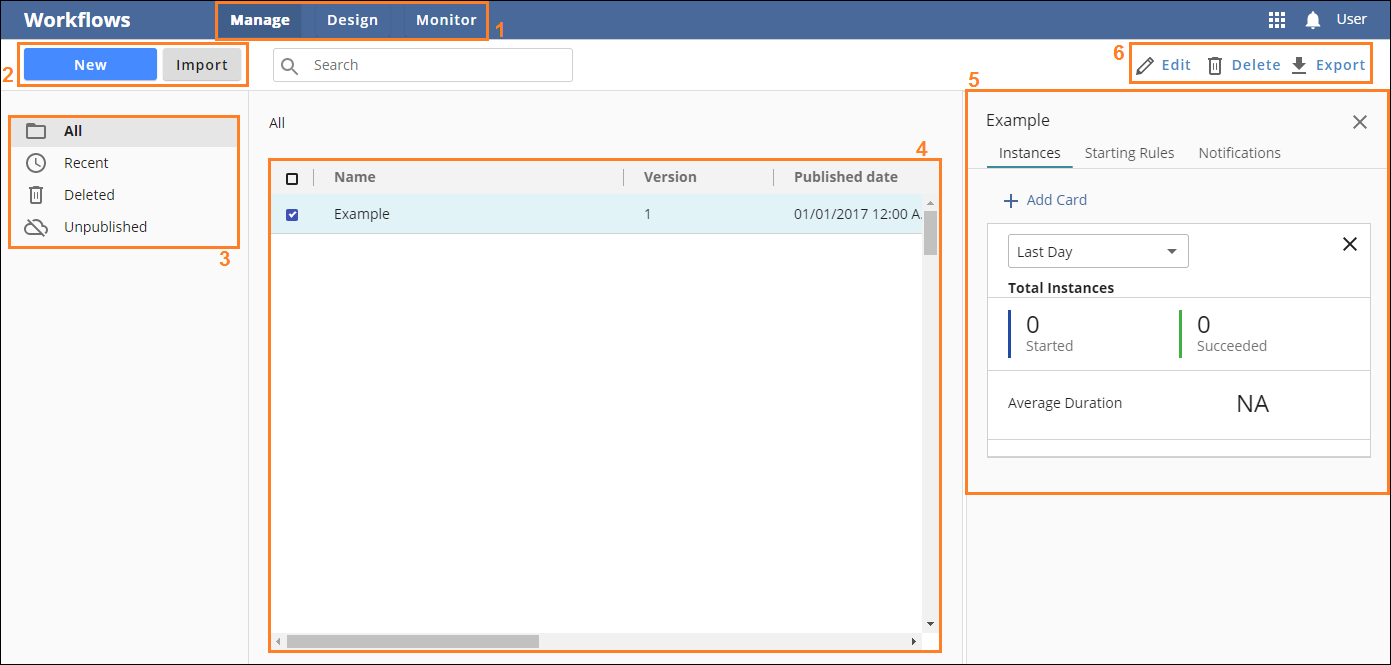 Workflows Manage Design Monitor 1 User
2 New Import Search 6 Edit Delete Export
All
Recent
Deleted
Unpublished
3
All
4
Name Version Published date
Example 1 01/01/2017 12:00 A.
5
Example
Instances Starting Rules Notifications
Add Card
Last Day
Total Instances
0 0
Started Succeeded
Average Duration NA